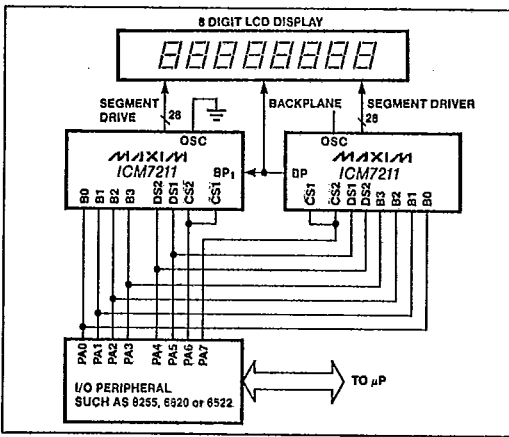 8 DIGIT LCD DISPLAY
88888888
SEGMENT DRIVE
28
BACKPLANE
SEGMENT DRIVER
28
OSC
MAXIM
ICM7211
BP1
B0 B1 B2 B3 DS2 DS1 CS2 CS1
OSC
MAXIM
ICM7211
BP
CS1 CS2 DS1 DS2 B3 B2 B1 B0
PA0 PA1 PA2 PA3 PA4 PA5 PA6 PA7
I/O PERIPHERAL
SUCH AS 8255, 6820 or 6522
TO µP